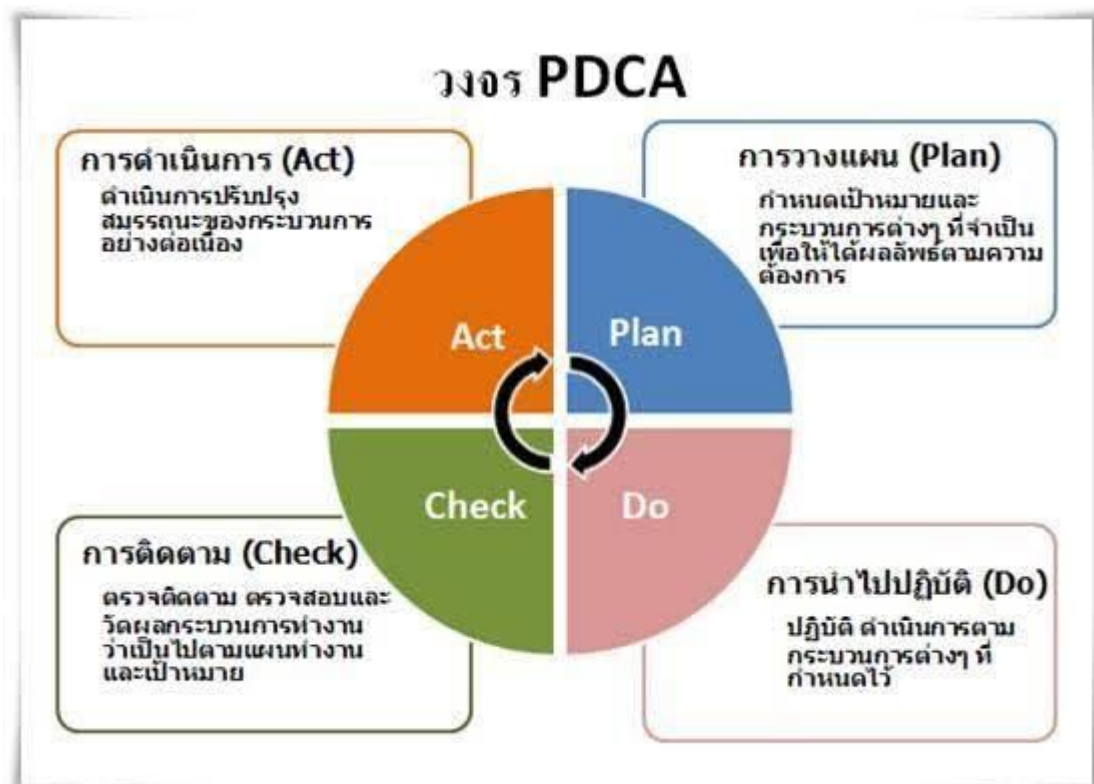 วงจร PDCA
การดำเนินการ (Act)
ดำเนินการปรับปรุง
สมรรถนะของกระบวนการ
อย่างต่อเนื่อง
การวางแผน (Plan)
กำหนดเป้าหมายและ
กระบวนการต่างๆ ที่จำเป็น
เพื่อให้ได้ผลลัพธ์ตามความ
ต้องการ
Act
Plan
Check
Do
การติดตาม (Check)
ตรวจติดตาม ตรวจสอบและ
วัดผลกระบวนการทำงาน
ว่าเป็นไปตามแผนทำงาน
และเป้าหมาย
การนำไปปฏิบัติ (Do)
ปฏิบัติ ดำเนินการตาม
กระบวนการต่างๆ ที่
กำหนดไว้